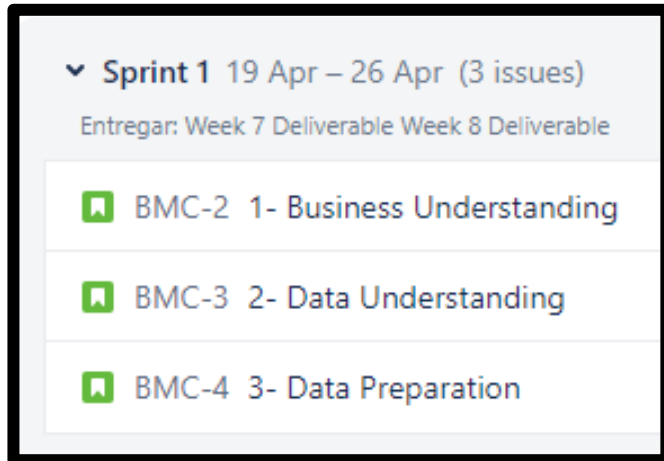 Sprint 1 19 Apr – 26 Apr (3 issues)
Entregar: Week 7 Deliverable Week 8 Deliverable
BMC-2 1- Business Understanding
BMC-3 2- Data Understanding
BMC-4 3- Data Preparation